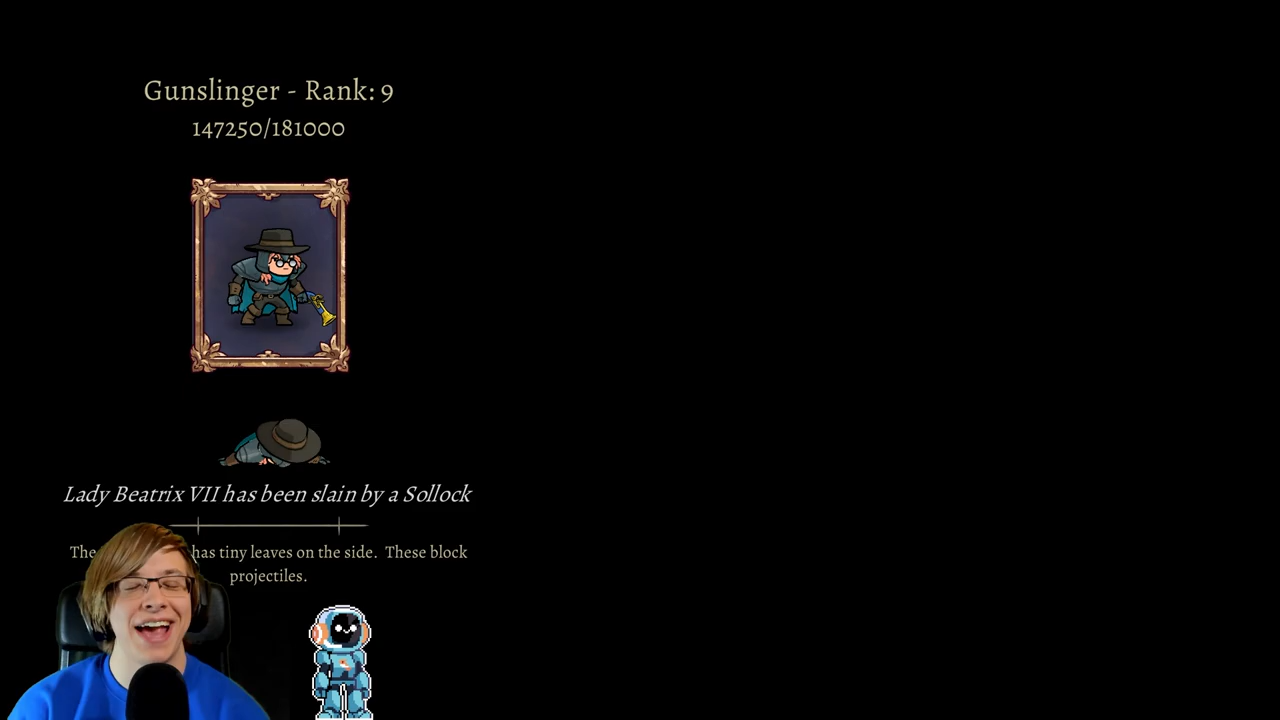 Gunslinger - Rank: 9
147250/181000
Lady Beatrix VII has been slain by a Sollock
The has tiny leaves on the side. These block
projectiles.